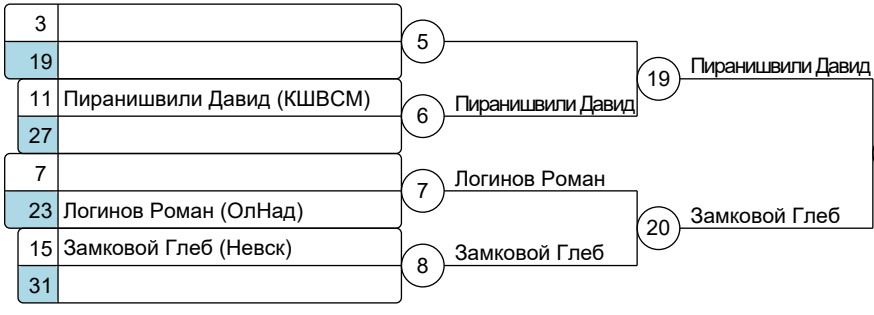 3
5
19
19
Пиранишвили Давид
11 Пиранишвили Давид (КШВСМ)
6
Пиранишвили Давид
27
7
7
Логинов Роман
23 Логинов Роман (ОлНад)
20
Замковой Глеб
15 Замковой Глеб (Невск)
8
Замковой Глеб
31